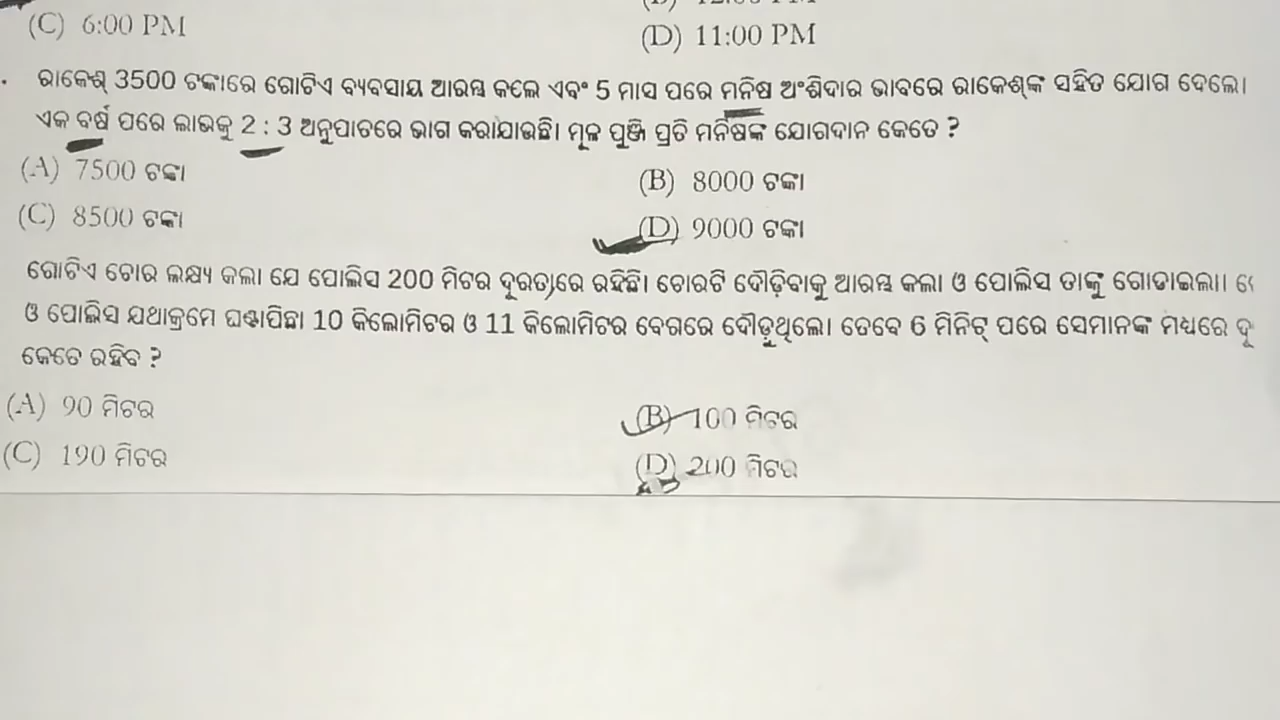 (C) 6:00 PM
(D) 11:00 PM
ରାକେଶ୍ 3500 ଟଙ୍କାରେ ଗୋଟିଏ ବ୍ୟବସାୟ ଆରମ୍ଭ କଲେ ଏବଂ 5 ମାସ ପରେ ମନିଷ ଅଂଶିଦାର ଭାବରେ ରାକେଶ୍‌ଙ୍କ ସହିତ ଯୋଗ ଦେଲେ।
ଏକ ବର୍ଷ ପରେ ଲାଭକୁ 2 : 3 ଅନୁପାତରେ ଭାଗ କରାଯାଇଛି। ମୂଳ ପୁଞ୍ଜି ପ୍ରତି ମନିଷଙ୍କ ଯୋଗଦାନ କେତେ ?
(A) 7500 ଟଙ୍କା
(B) 8000 ଟଙ୍କା
(C) 8500 ଟଙ୍କା
(D) 9000 ଟଙ୍କା
ଗୋଟିଏ ଚୋର ଲକ୍ଷ୍ୟ କଲା ଯେ ପୋଲିସ 200 ମିଟର ଦୂରତ୍ୱରେ ରହିଛି। ଚୋରଟି ଦୌଡ଼ିବାକୁ ଆରମ୍ଭ କଲା ଓ ପୋଲିସ ତାଙ୍କୁ ଗୋଡାଇଲା।
ଓ ପୋଲିସ ଯଥାକ୍ରମେ ଘଣ୍ଟାପିଛା 10 କିଲୋମିଟର ଓ 11 କିଲୋମିଟର ବେଗରେ ଦୌଡୁଥିଲେ। ତେବେ 6 ମିନିଟ୍ ପରେ ସେମାନଙ୍କ ମଧ୍ୟରେ
କେତେ ରହିବ ?
(A) 90 ମିଟର
(B) 100 ମିଟର
(C) 190 ମିଟର
(D) 200 ମିଟର